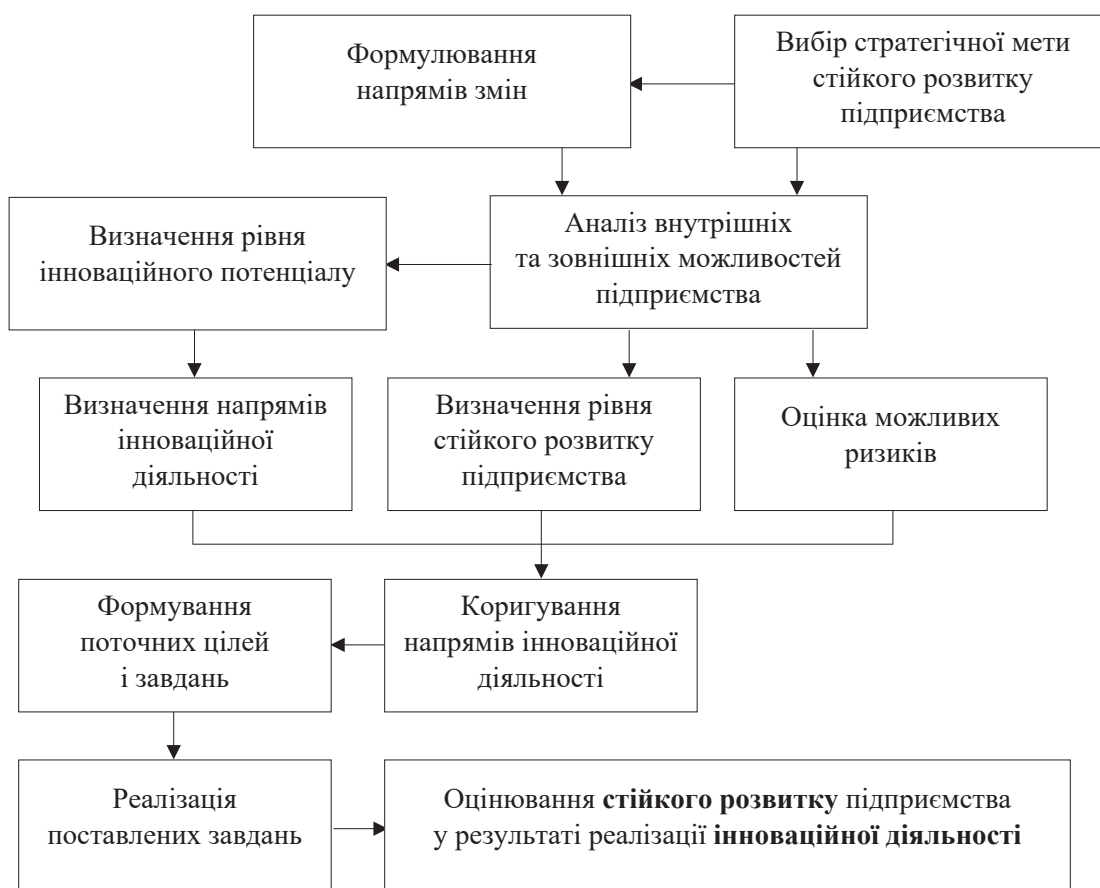 Формулювання
напрямів змін
Вибір стратегічної мети
стійкого розвитку
підприємства
Визначення рівня
інноваційного потенціалу
Аналіз внутрішніх
та зовнішніх можливостей
підприємства
Визначення напрямів
інноваційної
діяльності
Визначення рівня
стійкого розвитку
підприємства
Оцінка можливих
ризиків
Формування
поточних цілей
і завдань
Коригування
напрямів інноваційної
діяльності
Реалізація
поставлених завдань
Оцінювання стійкого розвитку підприємства
у результаті реалізації інноваційної діяльності